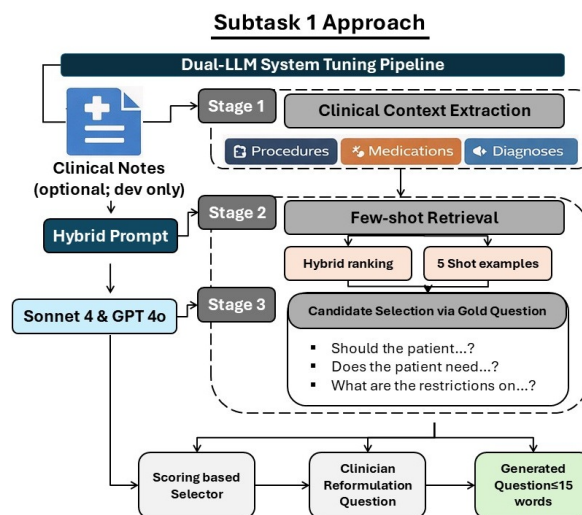 Subtask 1 Approach
Dual-LLM System Tuning Pipeline
Stage 1
Clinical Context Extraction
Procedures
Medications
Diagnoses
Clinical Notes
(optional; dev only)
Stage 2
Few-shot Retrieval
Hybrid Prompt
Hybrid ranking
5 Shot examples
Stage 3
Sonnet 4 & GPT 4o
Candidate Selection via Gold Question
▪ Should the patient...?
▪ Does the patient need...?
▪ What are the restrictions on...?
Scoring based
Selector
Clinician
Reformulation
Question
Generated
Question≤15
words